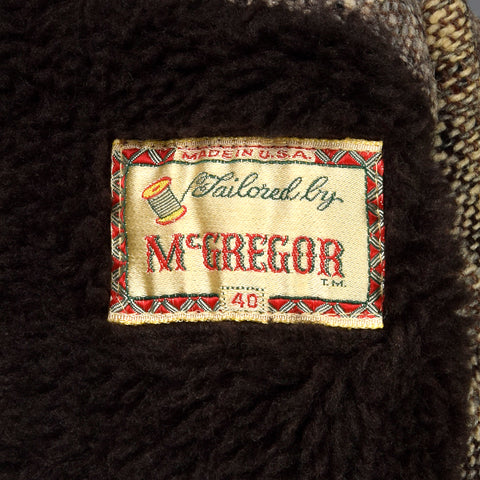 MADE IN U.S.A.
Tailored by
McGREGOR
T.M.
40